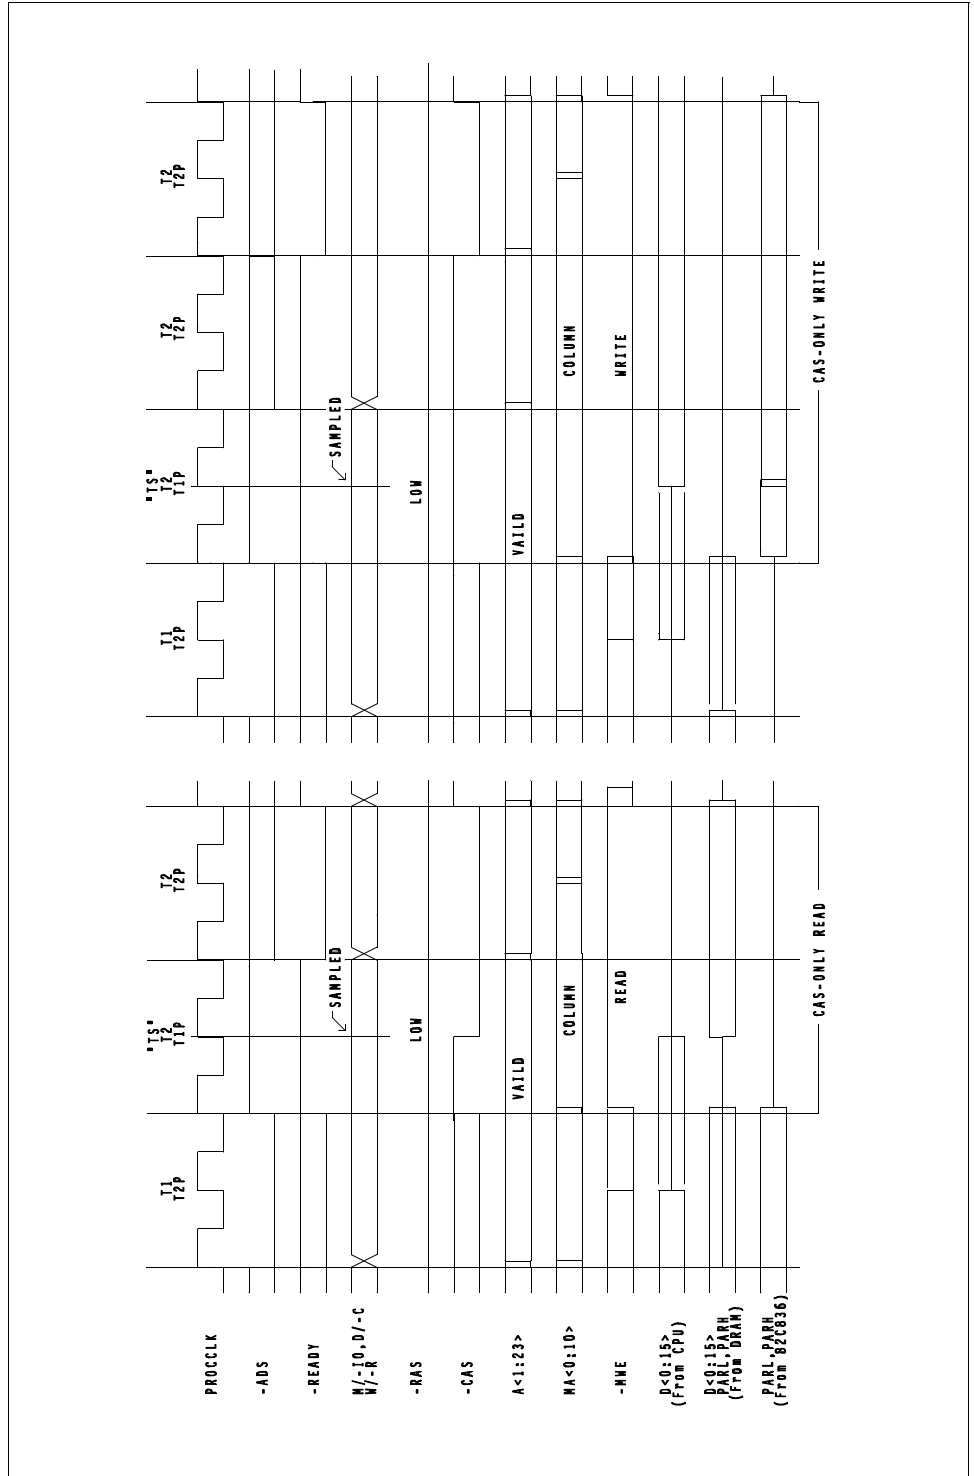 PROCCLK
-ADS
-READY
M/-IO,D/-C
W/-R
-RAS
-CAS
A<1:23>
MA<0:10>
-MWE
D<0:15>
(From CPU)
D<0:15>
PARL,PARH
(From DRAM)
PARL,PARH
(From 82C836)
T1
T2P
"TS"
T2
T1P
T2
T2P
SAMPLED
LOW
VAILD
COLUMN
READ
CAS-ONLY READ
T1
T2P
"TS"
T2
T1P
T2
T2P
T2
T2P
SAMPLED
LOW
VAILD
COLUMN
WRITE
CAS-ONLY WRITE